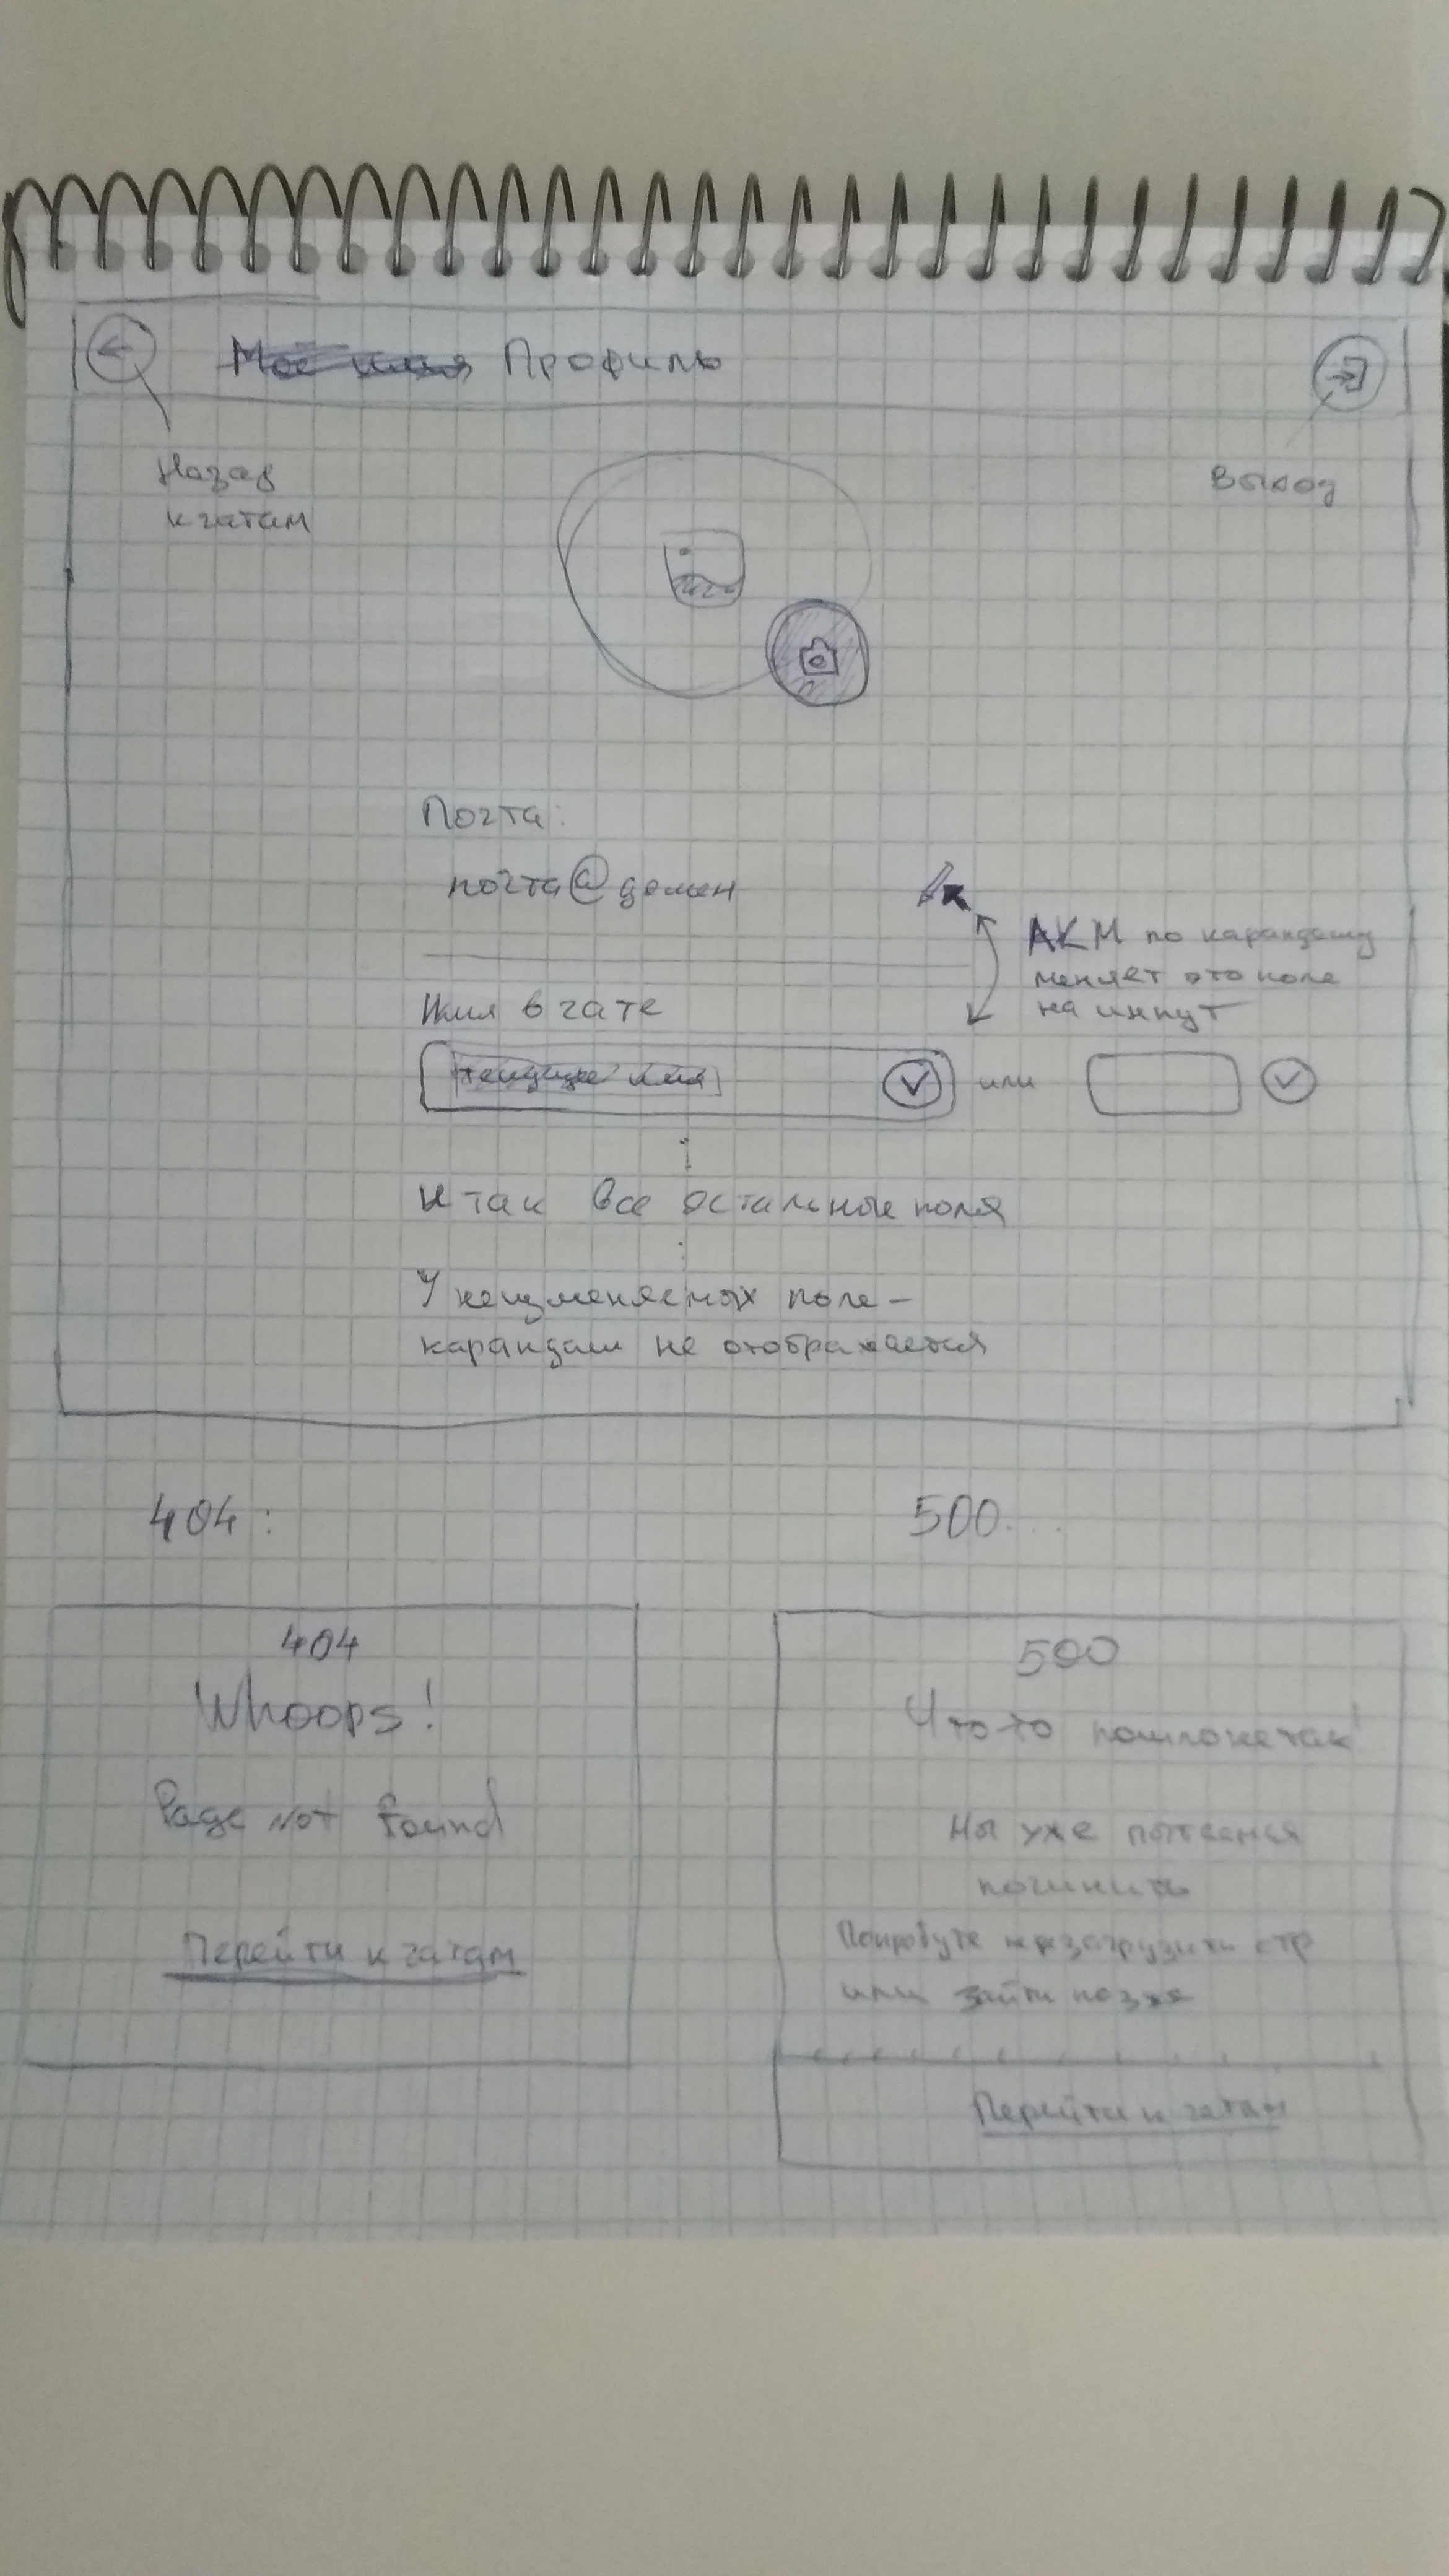 Моё имя Профиль
Назад
к чатам
Выход
Почта:
почта@домен
ЛКМ по карандашу
меняет это поле
на инпут
Имя в чате
текущее имя
или
и так все остальные поля
У неизменяемых поле-
карандаш не отображается
404:
500...
404
Whoops!
Page Not Found
Перейти к чатам
500
Что-то пошло не так!
Мы уже пытаемся
починить
Попробуте перезагрузить стр
или зайти позже
Перейти к чатам